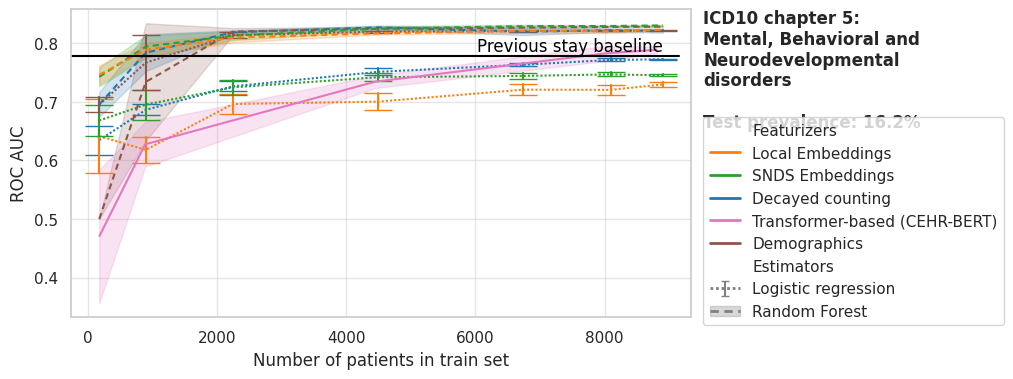 ICD10 chapter 5:
Mental, Behavioral and
Neurodevelopmental
disorders
Test prevalence: 16.2%
Previous stay baseline
ROC AUC
0.8
0.7
0.6
0.5
0.4
0
2000
4000
6000
8000
Number of patients in train set
Featurizers
Local Embeddings
SNDS Embeddings
Decayed counting
Transformer-based (CEHR-BERT)
Demographics
Estimators
Logistic regression
Random Forest